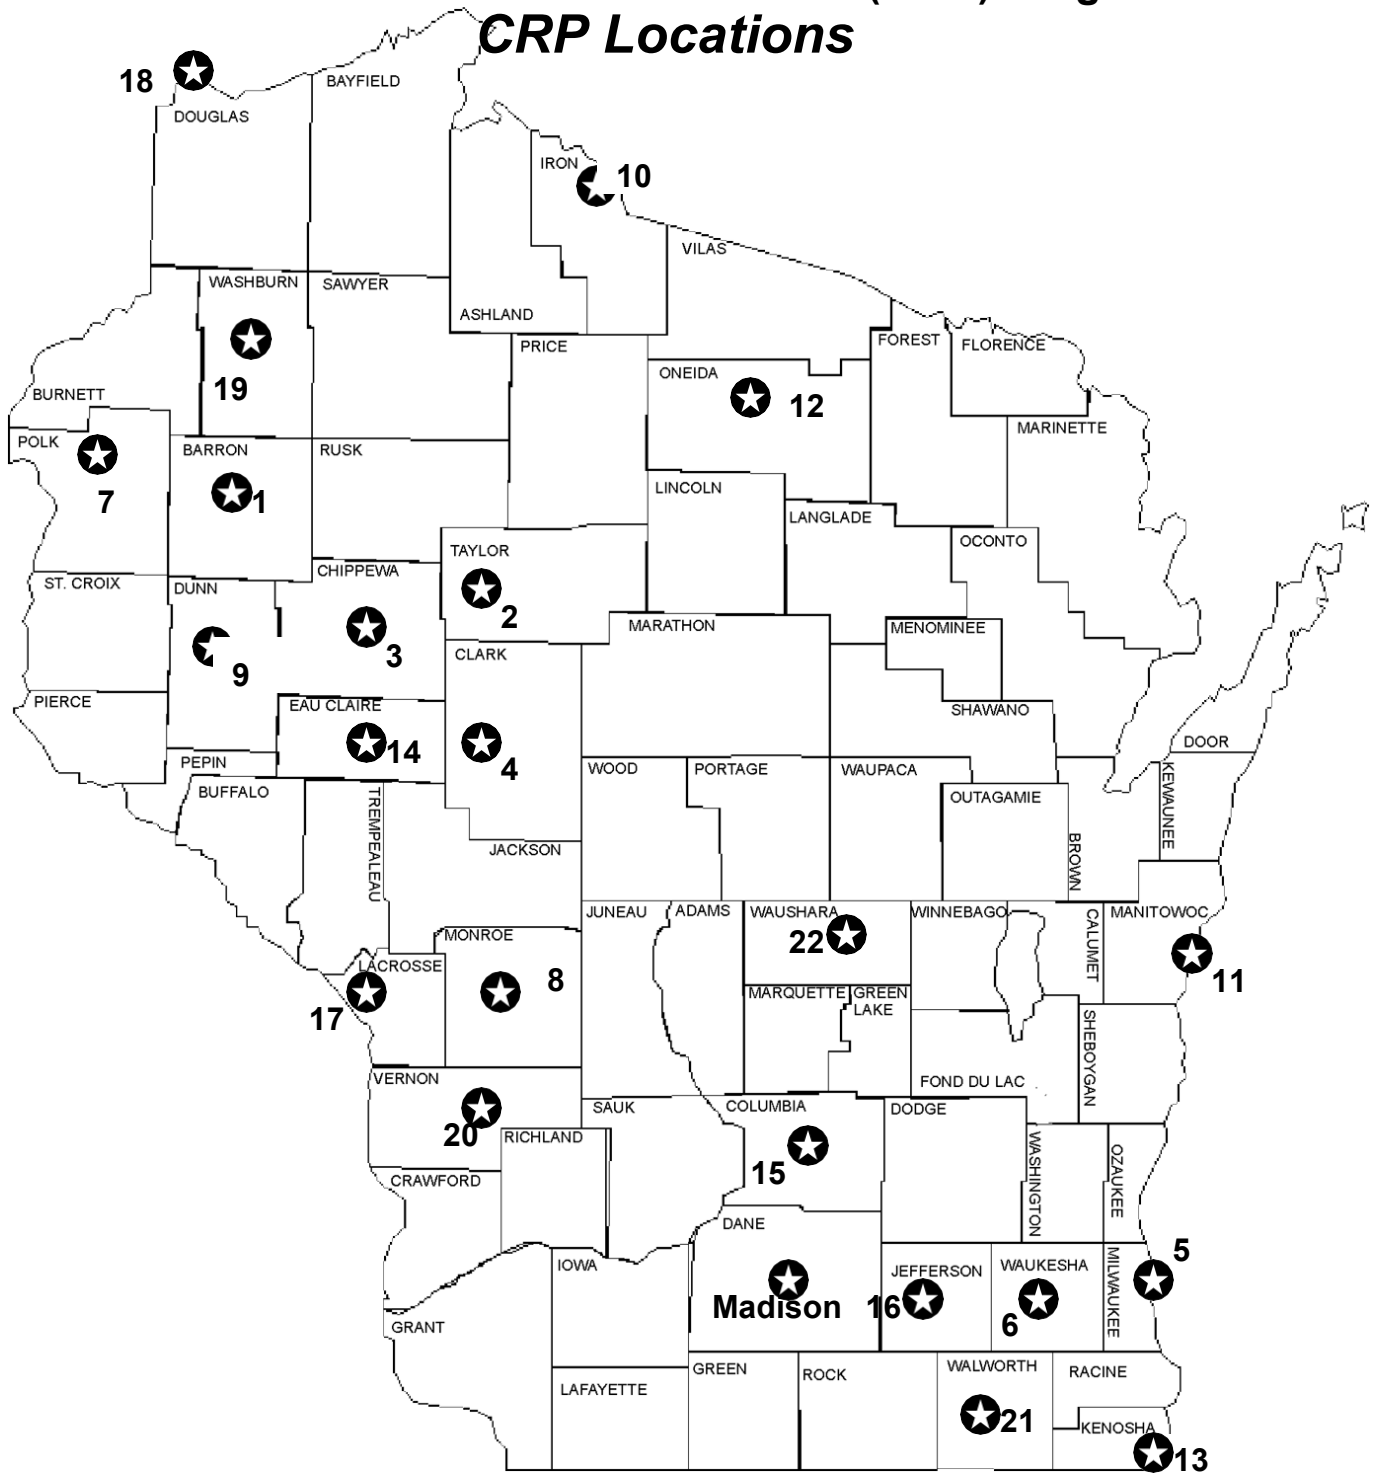 CRP Locations
18
BAYFIELD
DOUGLAS
IRON
10
VILAS
WASHBURN
SAWYER
ASHLAND
PRICE
FOREST
FLORENCE
ONEIDA
12
19
BURNETT
POLK
BARRON
RUSK
MARINETTE
7
1
LINCOLN
LANGLADE
OCONTO
TAYLOR
ST. CROIX
DUNN
CHIPPEWA
2
MARATHON
MENOMINEE
3
CLARK
9
PIERCE
EAU CLAIRE
SHAWANO
14
4
DOOR
PEPIN
WOOD
PORTAGE
WAUPACA
KEWAUNEE
BUFFALO
TREMPEALEAU
OUTAGAMIE
BROWN
JACKSON
JUNEAU
ADAMS
WAUSHARA
WINNEBAGO
CALUMET
MANITOWOC
22
MONROE
LACROSSE
8
11
MARQUETTE
GREEN
LAKE
17
SHEBOYGAN
VERNON
FOND DU LAC
SAUK
COLUMBIA
DODGE
20
RICHLAND
WASHINGTON
OZAUKEE
15
CRAWFORD
DANE
5
IOWA
JEFFERSON
WAUKESHA
MILWAUKEE
Madison
16
6
GRANT
GREEN
ROCK
WALWORTH
RACINE
LAFAYETTE
21
KENOSHA
13